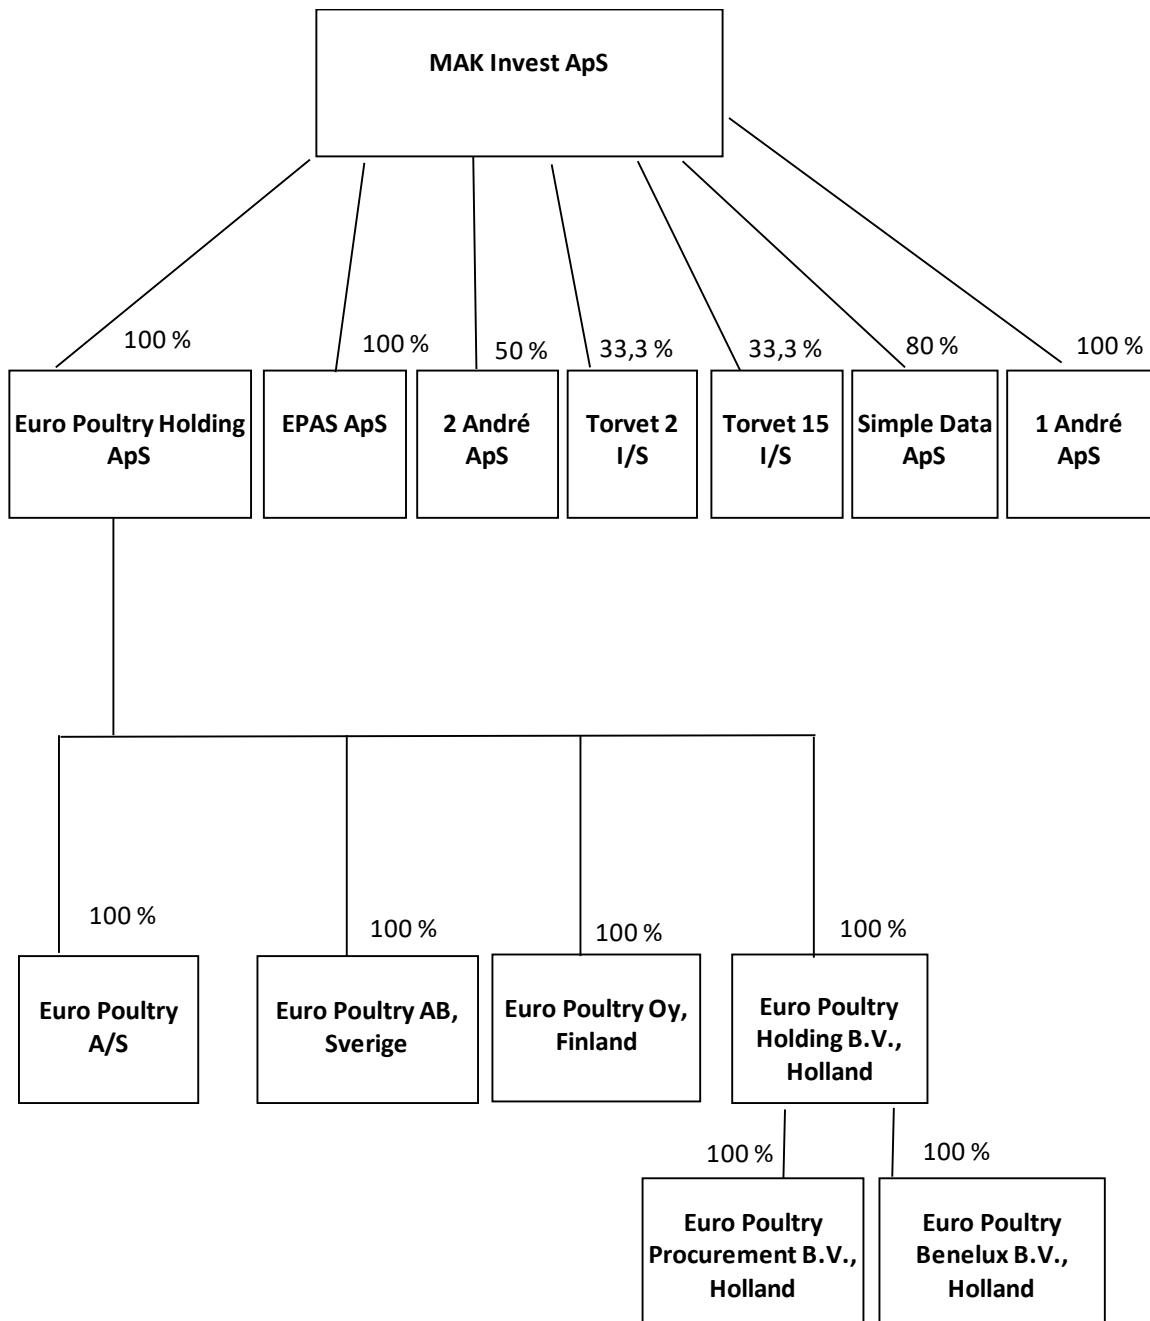 MAK Invest ApS
100 %
100 %
50 %
33,3 %
33,3 %
80 %
100 %
Euro Poultry Holding
ApS
EPAS ApS
2 André
ApS
Torvet 2
I/S
Torvet 15
I/S
Simple Data
ApS
1 André
ApS
100 %
100 %
100 %
100 %
Euro Poultry
A/S
Euro Poultry AB,
Sverige
Euro Poultry Oy,
Finland
Euro Poultry
Holding B.V.,
Holland
100 %
100 %
Euro Poultry
Procurement B.V.,
Holland
Euro Poultry
Benelux B.V.,
Holland